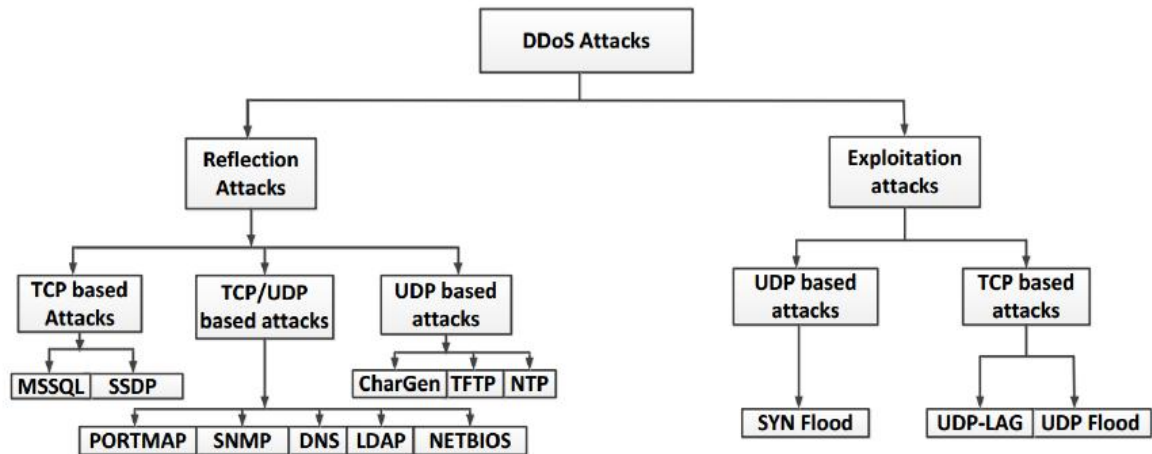 DDoS Attacks
Reflection
Attacks
Exploitation
attacks
TCP based
Attacks
TCP/UDP
based attacks
UDP based
attacks
UDP based
attacks
TCP based
attacks
MSSQL
SSDP
CharGen
TFTP
NTP
PORTMAP
SNMP
DNS
LDAP
NETBIOS
SYN Flood
UDP-LAG
UDP Flood